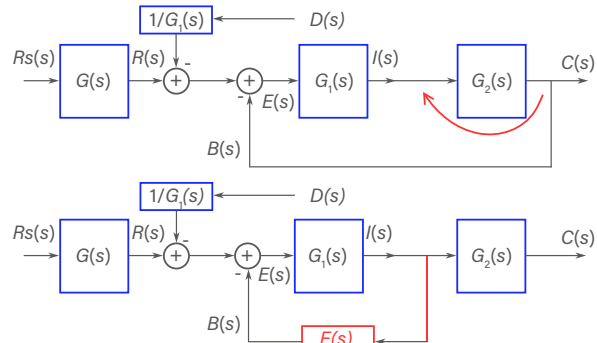 1/G₁(s) D(s)
Rs(s) G(s) R(s) - + - + E(s) G₁(s) I(s) G₂(s) C(s)
B(s)
1/G₁(s) D(s)
Rs(s) G(s) R(s) - + - + E(s) G₁(s) I(s) G₂(s) C(s)
B(s)